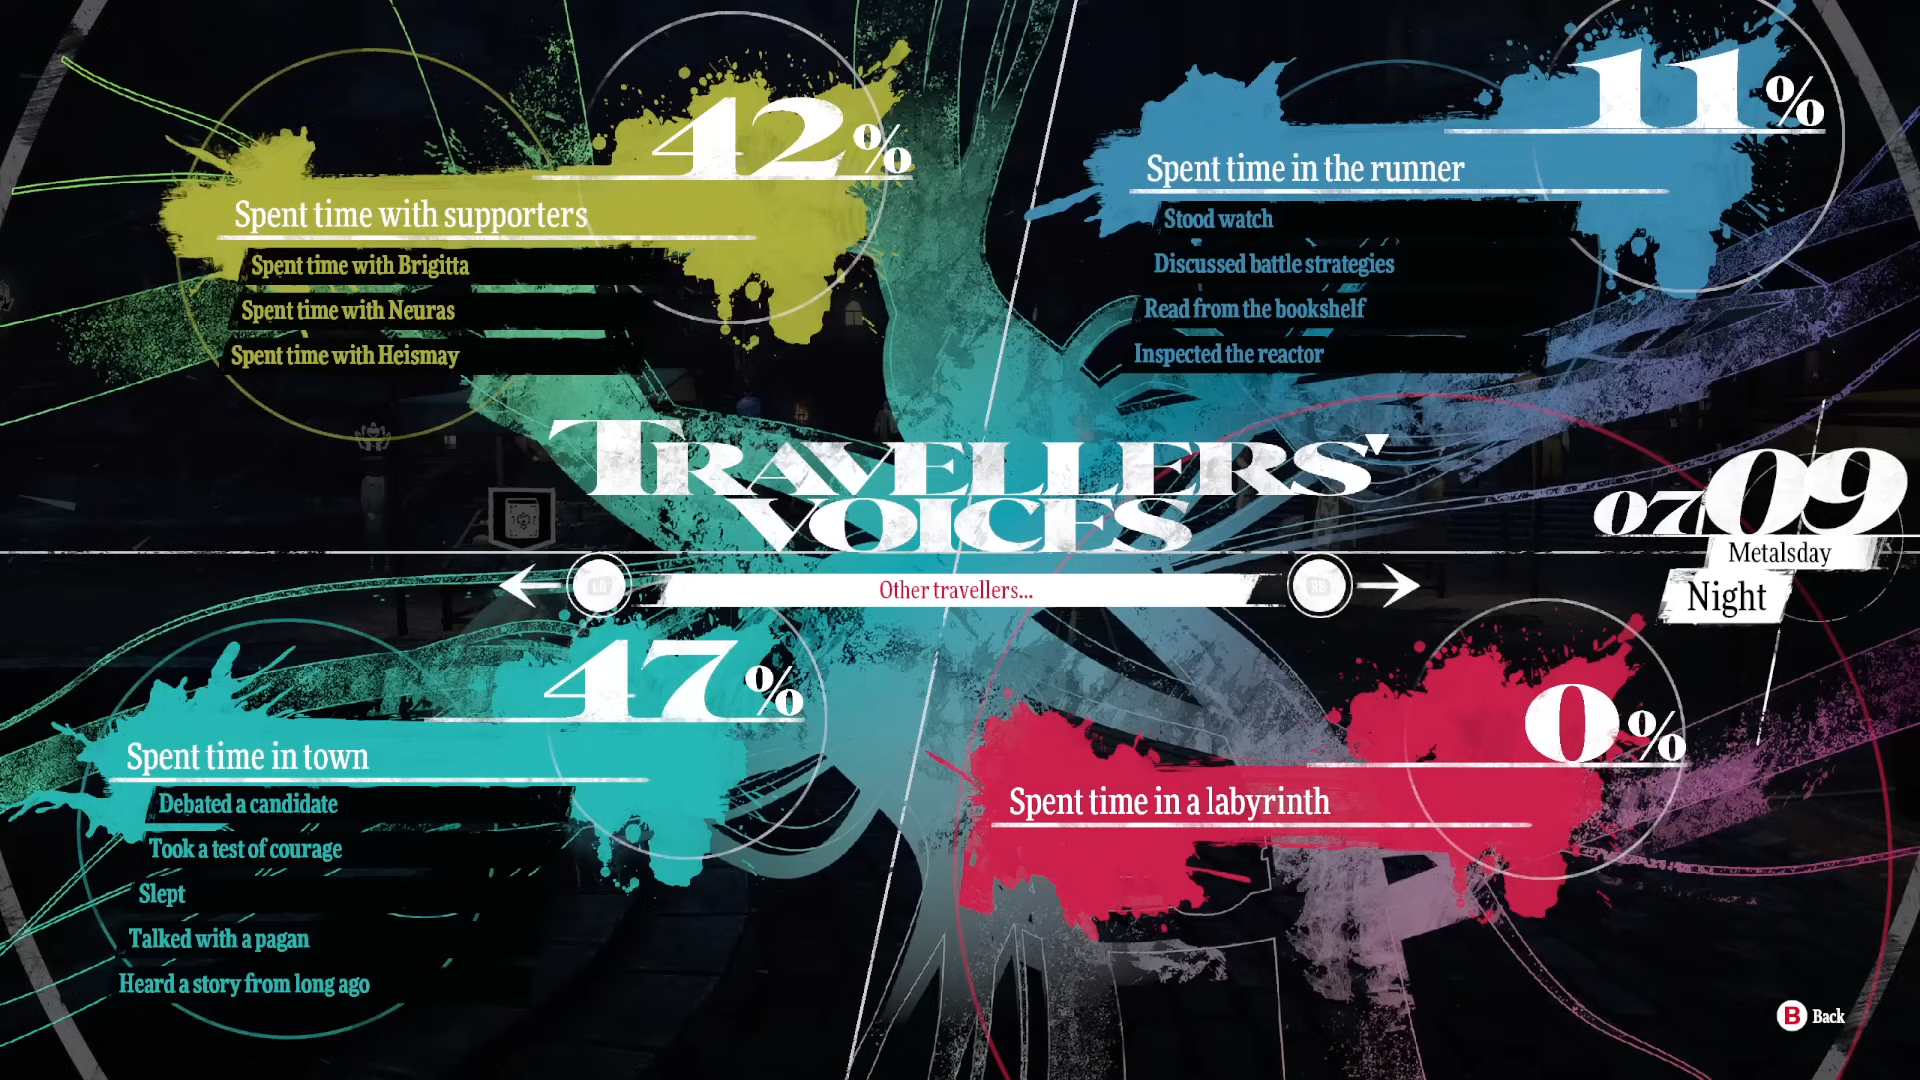 42%
Spent time with supporters
Spent time with Brigitta
Spent time with Neuras
Spent time with Heismay
11%
Spent time in the runner
Stood watch
Discussed battle strategies
Read from the bookshelf
Inspected the reactor
TRAVELLERS'
VOICES
07/09
Metalsday
Night
LB
Other travellers...
RB
47%
Spent time in town
Debated a candidate
Took a test of courage
Slept
Talked with a pagan
Heard a story from long ago
0%
Spent time in a labyrinth
B Back